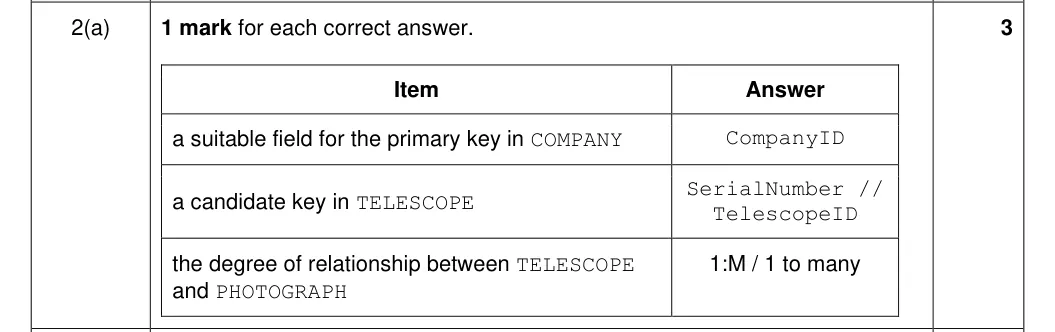 2(a)
1 mark for each correct answer.
3
Item Answer
a suitable field for the primary key in COMPANY CompanyID
a candidate key in TELESCOPE SerialNumber //
TelescopeID
the degree of relationship between TELESCOPE 1:M / 1 to many
and PHOTOGRAPH